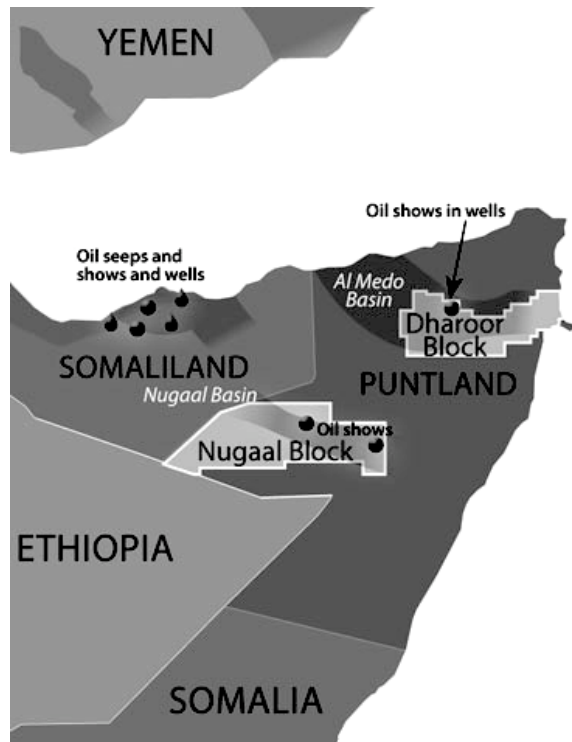 YEMEN
Oil shows in wells
Oil seeps and
shows and wells
Al Medo
Basin
Dharoor
Block
SOMALILAND
PUNTLAND
Nugaal Basin
Oil shows
Nugaal Block
ETHIOPIA
SOMALIA